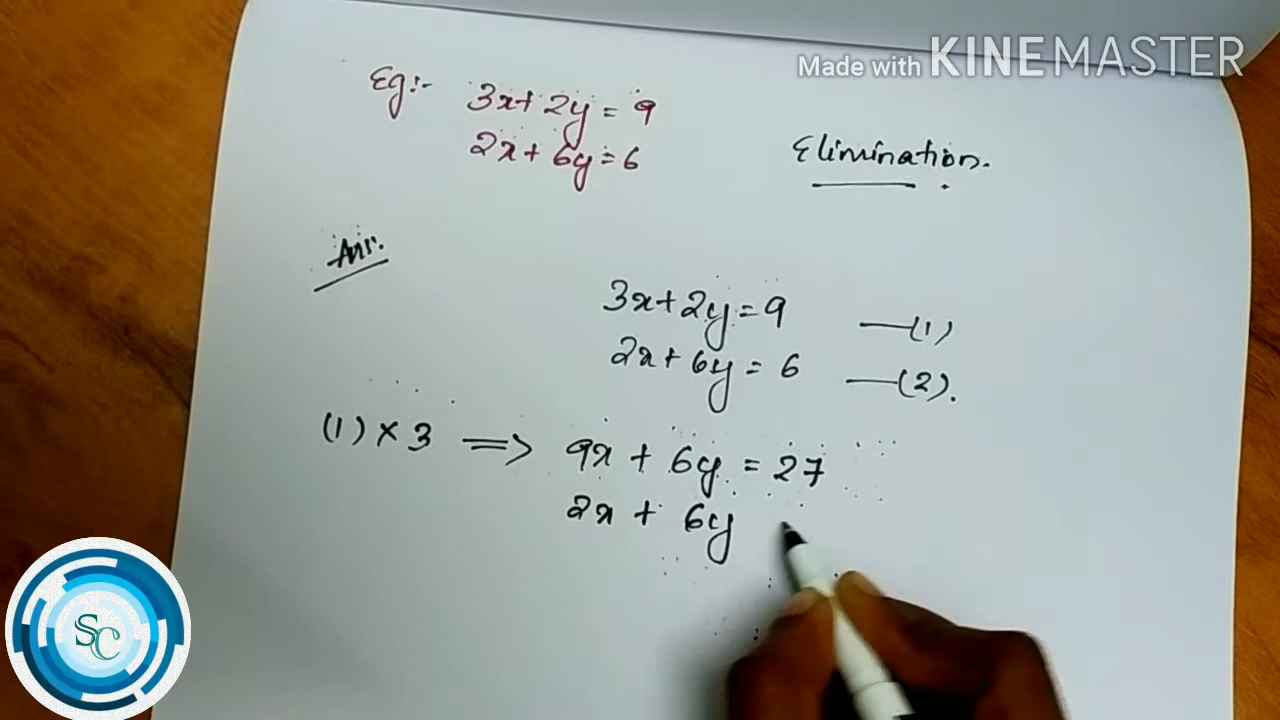 Made with KINEMASTER
Eg:- 3x+2y=9
2x+6y=6
Elimination.
Ans.
3x+2y=9 —(1)
2x+6y=6 —(2).
(1)×3 ⟹ 9x+6y=27
2x+6y
SC